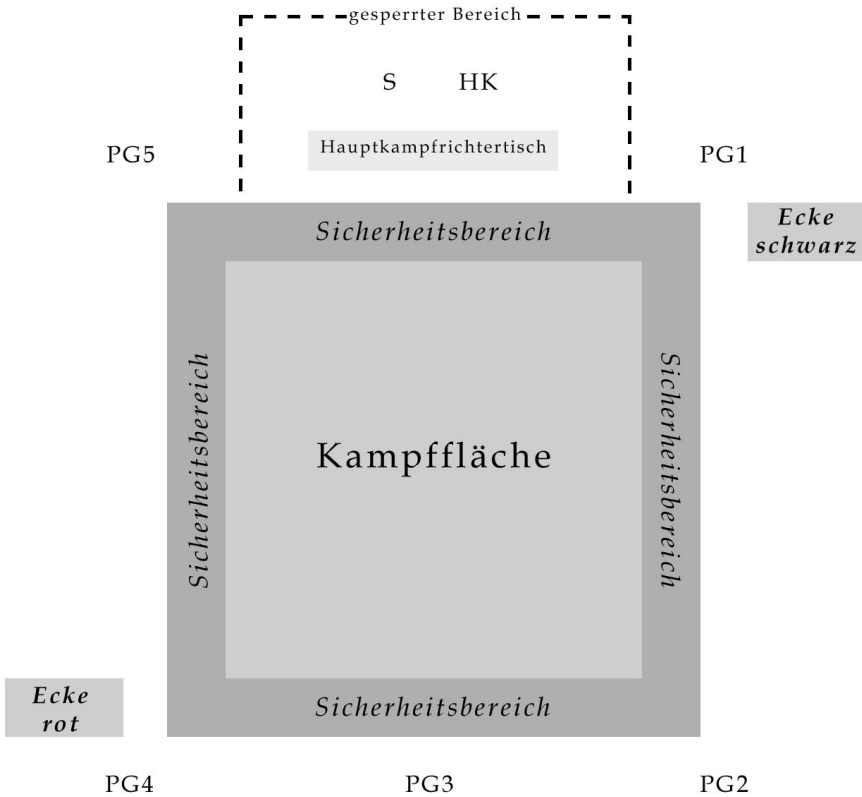 gesperrter Bereich
S HK
Hauptkampfrichtertisch
PG5
PG1
Sicherheitsbereich
Ecke
schwarz
Sicherheitsbereich
Kampffläche
Sicherheitsbereich
Ecke
rot
Sicherheitsbereich
PG4
PG3
PG2